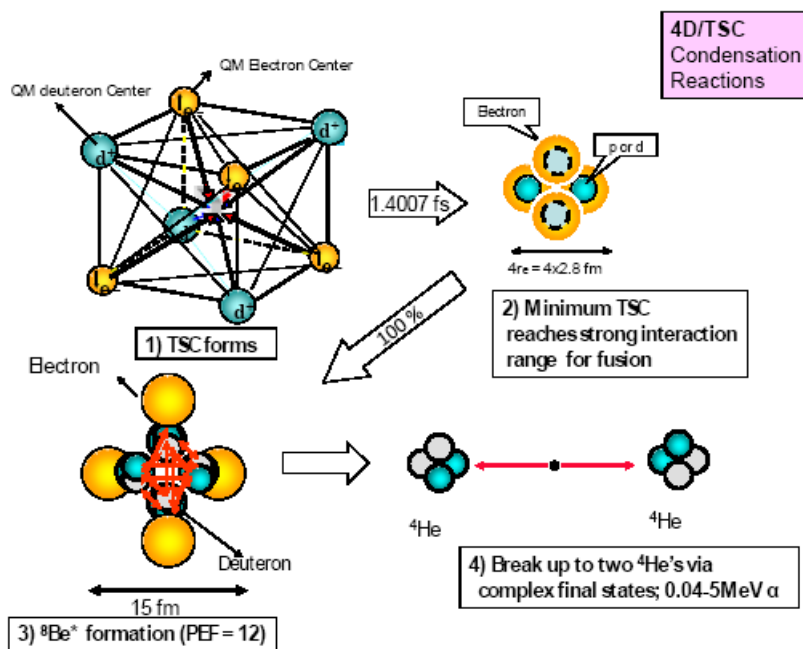 4D/TSC
Condensation
Reactions
QM Electron Center
QM deuteron Center
d+
d+
d+
Electron
p or d
1.4007 fs
4re = 4x2.8 fm
1) TSC forms
2) Minimum TSC
reaches strong interaction
range for fusion
100%
Electron
Deuteron
15 fm
3) ⁸Be* formation (PEF = 12)
⁴He
⁴He
4) Break up to two ⁴He's via
complex final states; 0.04-5MeV α